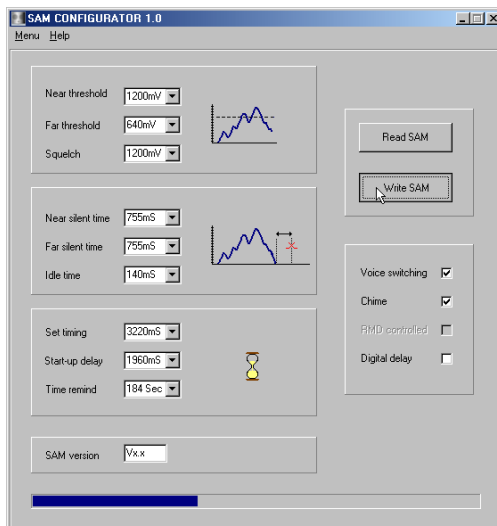 SAM CONFIGURATOR 1.0
Menu Help
Near threshold 1200mV
Far threshold 640mV
Squelch 1200mV
Read SAM
Write SAM
Near silent time 755mS
Far silent time 755mS
Idle time 140mS
Voice switching
Chime
RMD controlled
Digital delay
Set timing 3220mS
Start-up delay 1960mS
Time remind 184 Sec
SAM version Vx.x